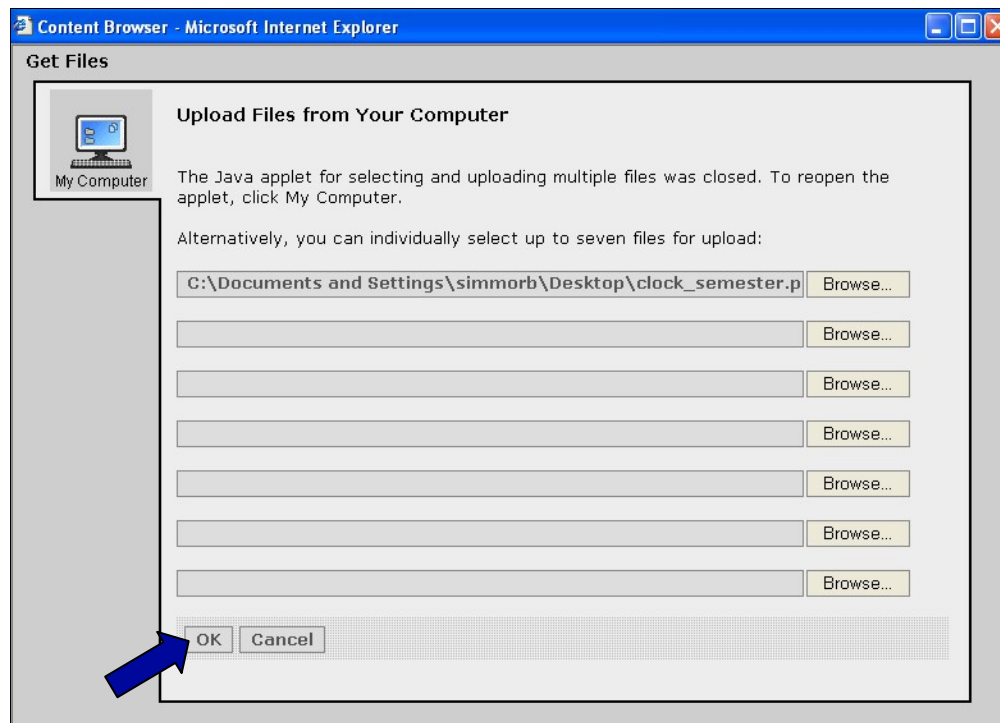 Content Browser - Microsoft Internet Explorer
Get Files
My Computer
Upload Files from Your Computer
The Java applet for selecting and uploading multiple files was closed. To reopen the
applet, click My Computer.
Alternatively, you can individually select up to seven files for upload:
C:\Documents and Settings\simmorb\Desktop\clock_semester.p Browse...
Browse...
Browse...
Browse...
Browse...
Browse...
Browse...
OK Cancel